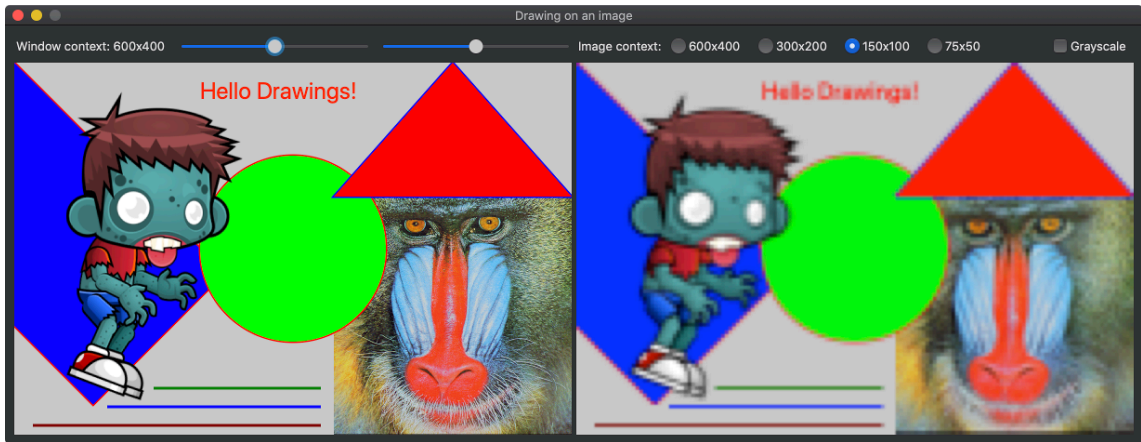 Drawing on an image
Window context: 600x400
Image context:
600x400
300x200
150x100
75x50
Grayscale
Hello Drawings!
Hello Drawings!